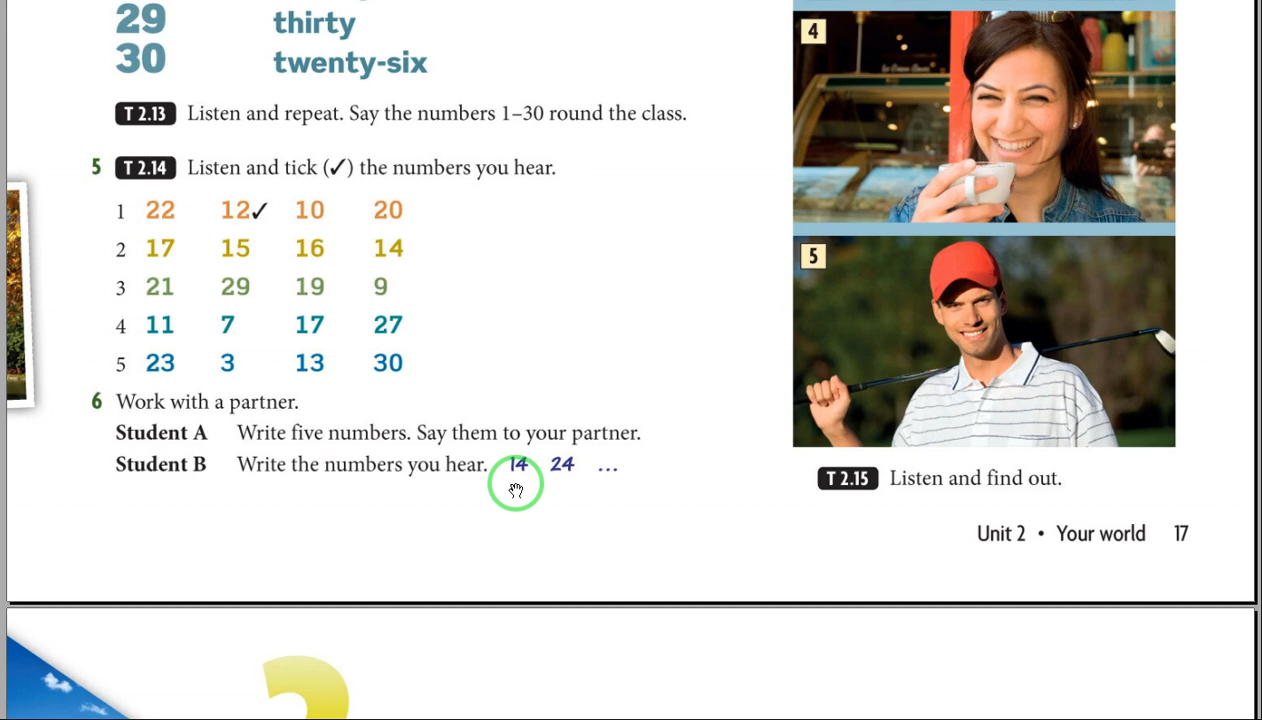 29 thirty
30 twenty-six
T 2.13 Listen and repeat. Say the numbers 1–30 round the class.
5 T 2.14 Listen and tick (✓) the numbers you hear.
1 22 12✓ 10 20
2 17 15 16 14
3 21 29 19 9
4 11 7 17 27
5 23 3 13 30
6 Work with a partner.
Student A Write five numbers. Say them to your partner.
Student B Write the numbers you hear. 14 24 ...
4
5
T 2.15 Listen and find out.
Unit 2 • Your world 17